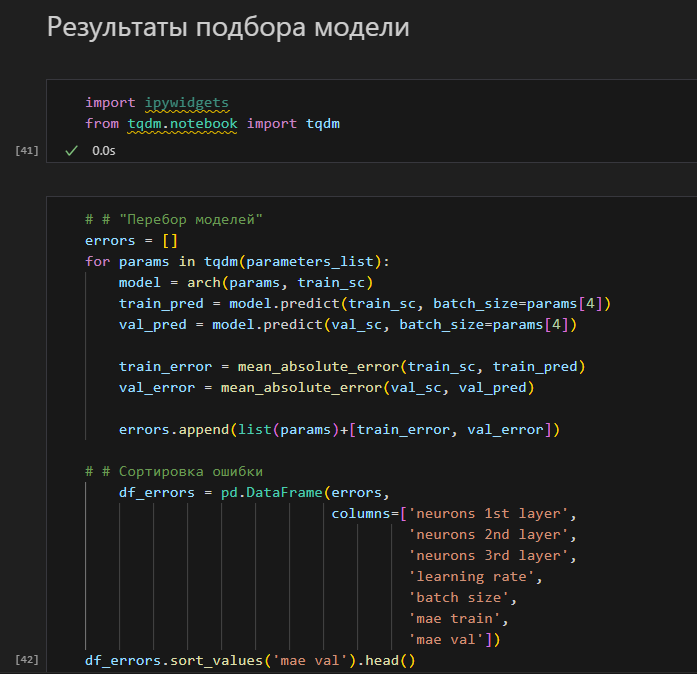 Результаты подбора модели
import ipywidgets
from tqdm.notebook import tqdm
[41] ✓ 0.0s
# # "Перебор моделей"
errors = []
for params in tqdm(parameters_list):
    model = arch(params, train_sc)
    train_pred = model.predict(train_sc, batch_size=params[4])
    val_pred = model.predict(val_sc, batch_size=params[4])
    train_error = mean_absolute_error(train_sc, train_pred)
    val_error = mean_absolute_error(val_sc, val_pred)
    errors.append(list(params)+[train_error, val_error])
# # Сортировка ошибки
    df_errors = pd.DataFrame(errors,
                             columns=['neurons 1st layer',
                                      'neurons 2nd layer',
                                      'neurons 3rd layer',
                                      'learning rate',
                                      'batch size',
                                      'mae train',
                                      'mae val'])
[42] df_errors.sort_values('mae val').head()